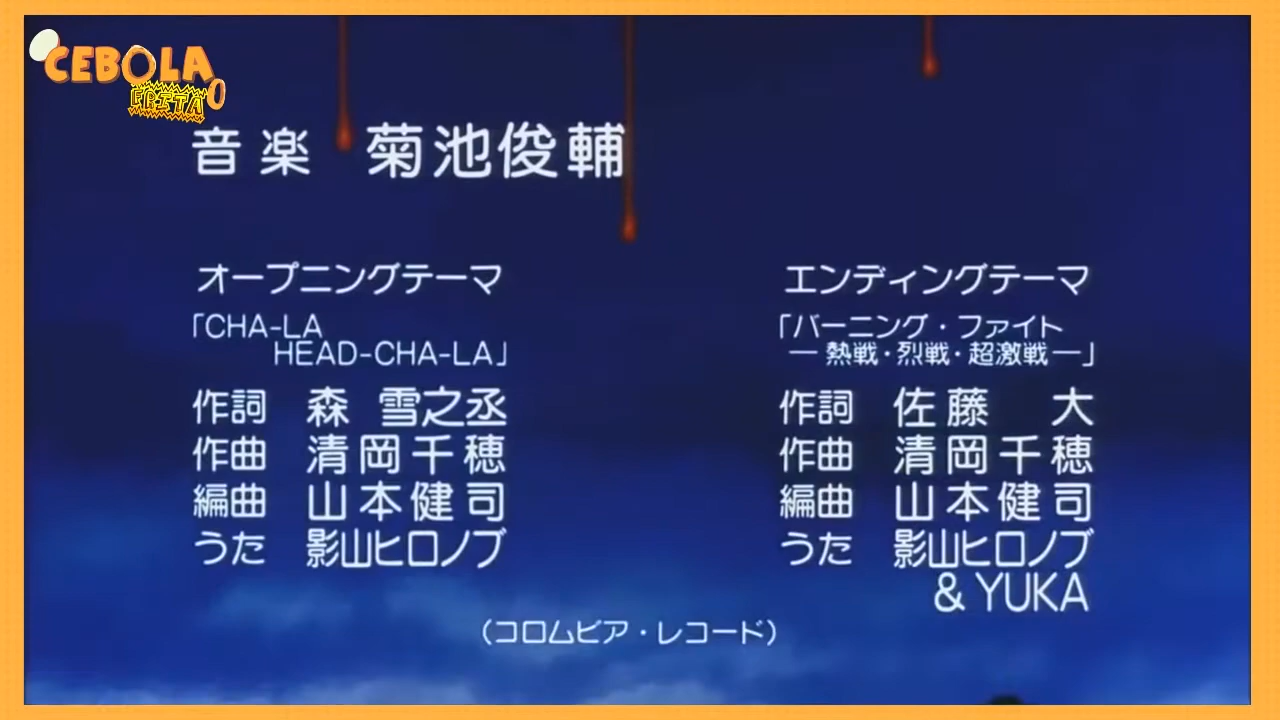 CEBOLA
FRITA
音楽 菊池俊輔
オープニングテーマ
「CHA-LA
HEAD-CHA-LA」
作詞 森 雪之丞
作曲 清岡千穂
編曲 山本健司
うた 影山ヒロノブ
エンディングテーマ
「バーニング・ファイト
―熱戦・烈戦・超激戦―」
作詞 佐藤 大
作曲 清岡千穂
編曲 山本健司
うた 影山ヒロノブ
& YUKA
（コロムビア・レコード）